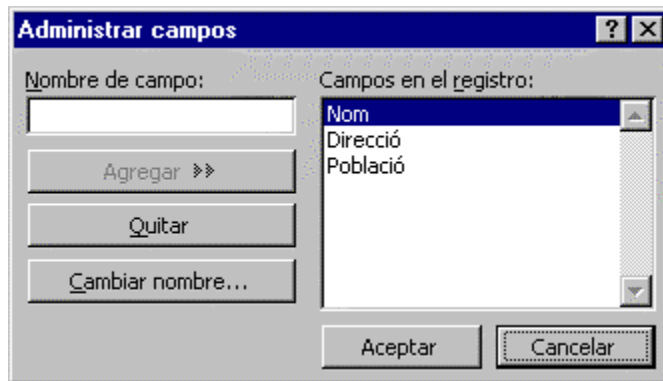 Administrar campos
Nombre de campo:
Agregar
Quitar
Cambiar nombre...
Campos en el registro:
Nom
Direcció
Població
Aceptar
Cancelar